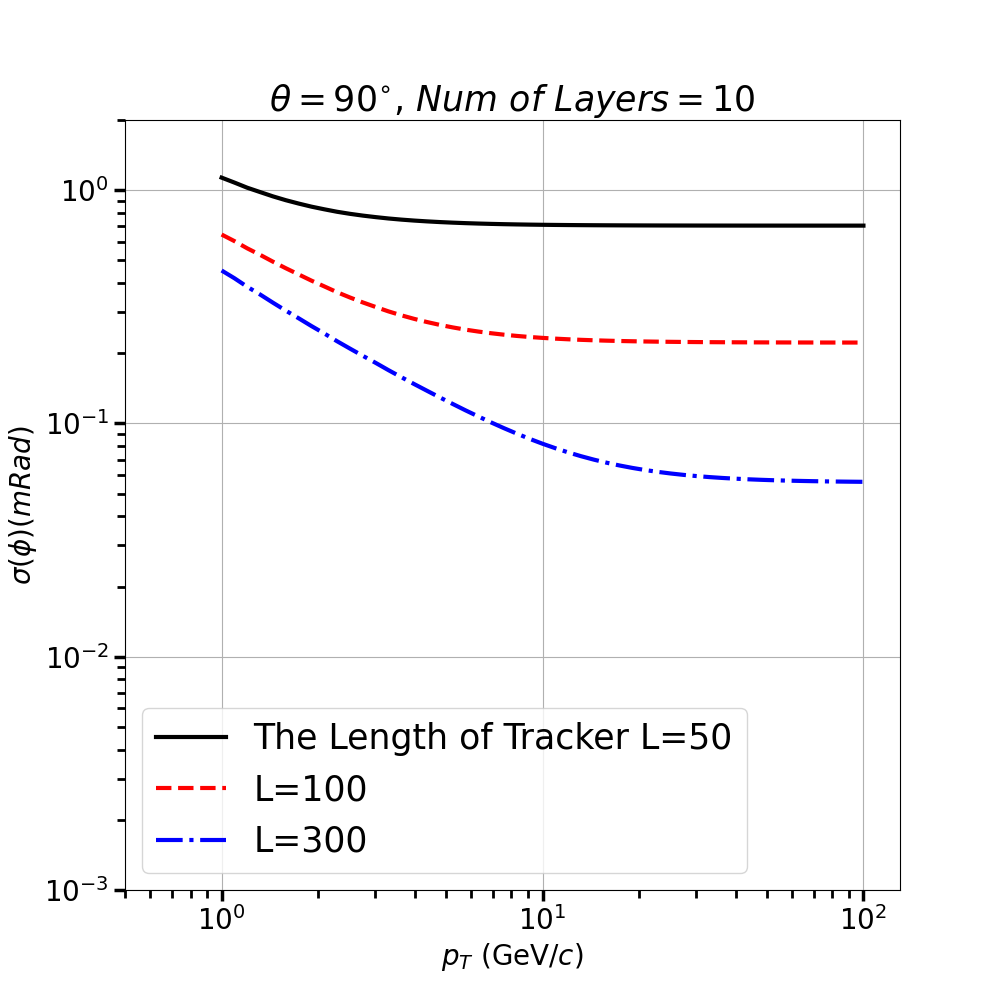 θ = 90°, Num of Layers = 10
σ(ϕ)(mRad)
10⁰
10⁻¹
10⁻²
10⁻³
The Length of Tracker L=50
L=100
L=300
10⁰ 10¹ 10²
p_T (GeV/c)